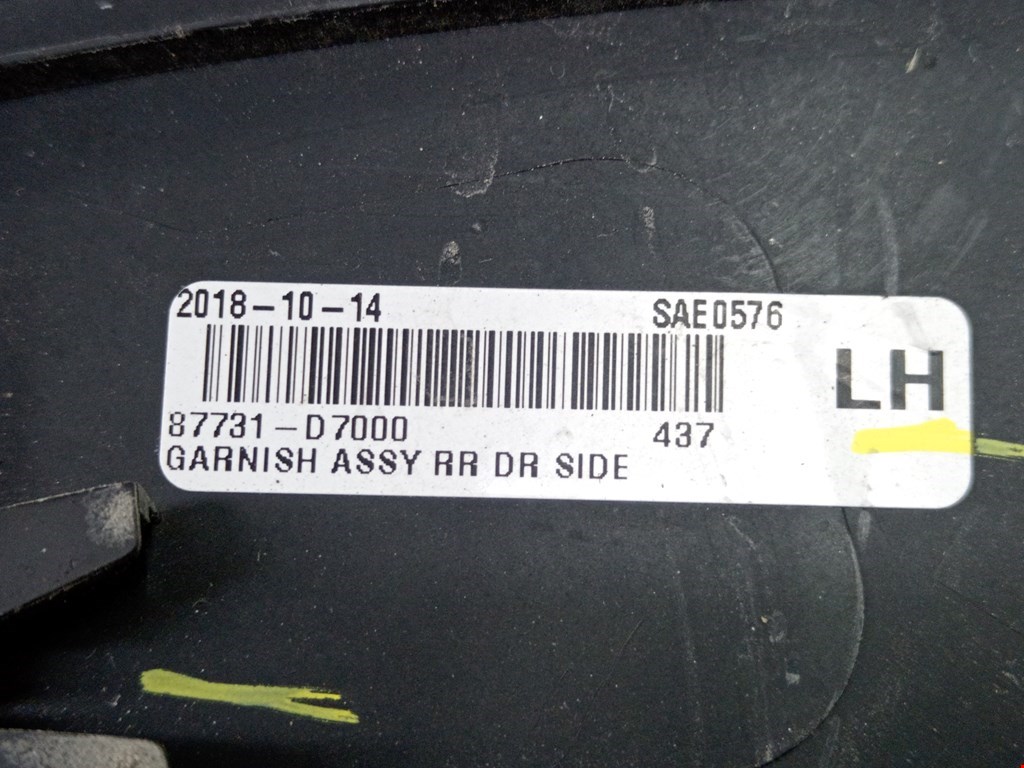 2018-10-14 SAE0576
LH
87731-D7000 437
GARNISH ASSY RR DR SIDE